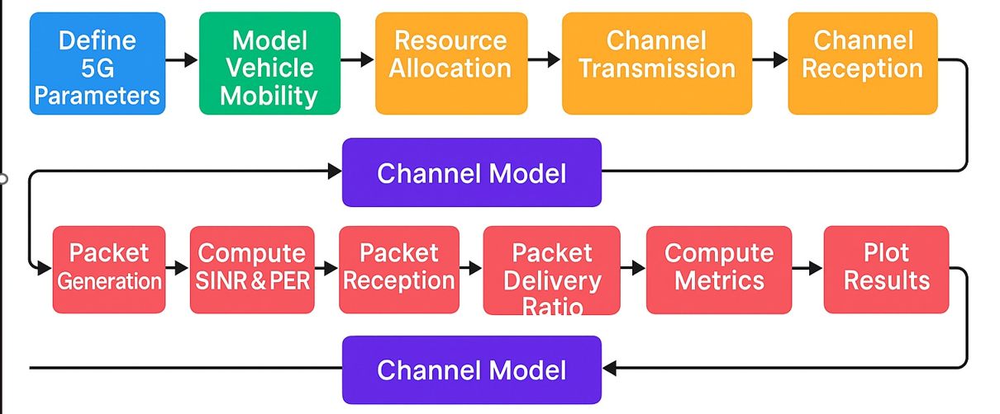 Define
5G
Parameters
Model
Vehicle
Mobility
Resource
Allocation
Channel
Transmission
Channel
Reception
Channel Model
Packet
Generation
Compute
SINR & PER
Packet
Reception
Packet
Delivery
Ratio
Compute
Metrics
Plot
Results
Channel Model